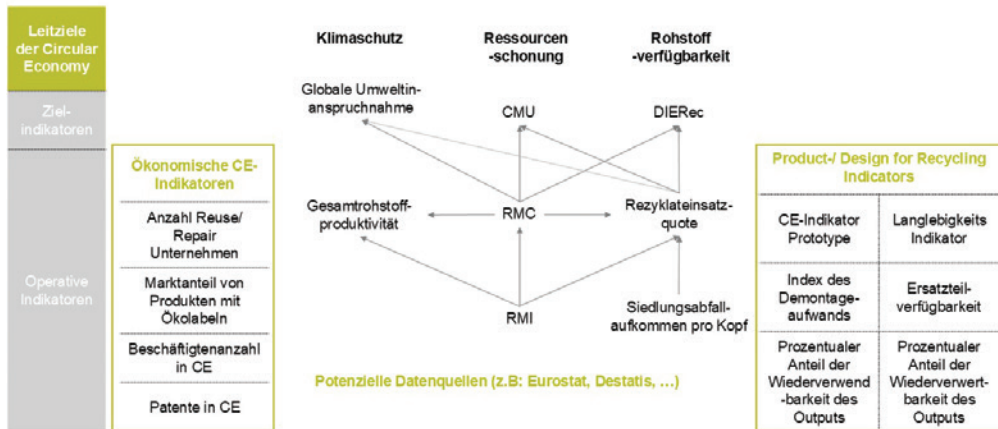 Leitziele
der Circular
Economy
Klimaschutz
Ressourcen
-schonung
Rohstoff
-verfügbarkeit
Ziel-
indikatoren
Globale Umweltin-
anspruchnahme
CMU
DIERec
Operative
Indikatoren
Ökonomische CE-
Indikatoren
Anzahl Reuse/
Repair
Unternehmen
Marktanteil von
Produkten mit
Ökolabeln
Beschäftigtenanzahl
in CE
Patente in CE
Gesamtrohstoff-
produktivität
RMC
Rezyklateinsatz-
quote
RMI
Siedlungsabfall-
aufkommen pro Kopf
Potenzielle Datenquellen (z.B: Eurostat, Destatis, …)
Product-/ Design for Recycling
Indicators
CE-Indikator
Prototype
Langlebigkeits
Indikator
Index des
Demontage-
aufwands
Ersatzteil-
verfügbarkeit
Prozentualer
Anteil der
Wiederverwend
-barkeit des
Outputs
Prozentualer
Anteil der
Wiederverwert-
barkeit des
Outputs